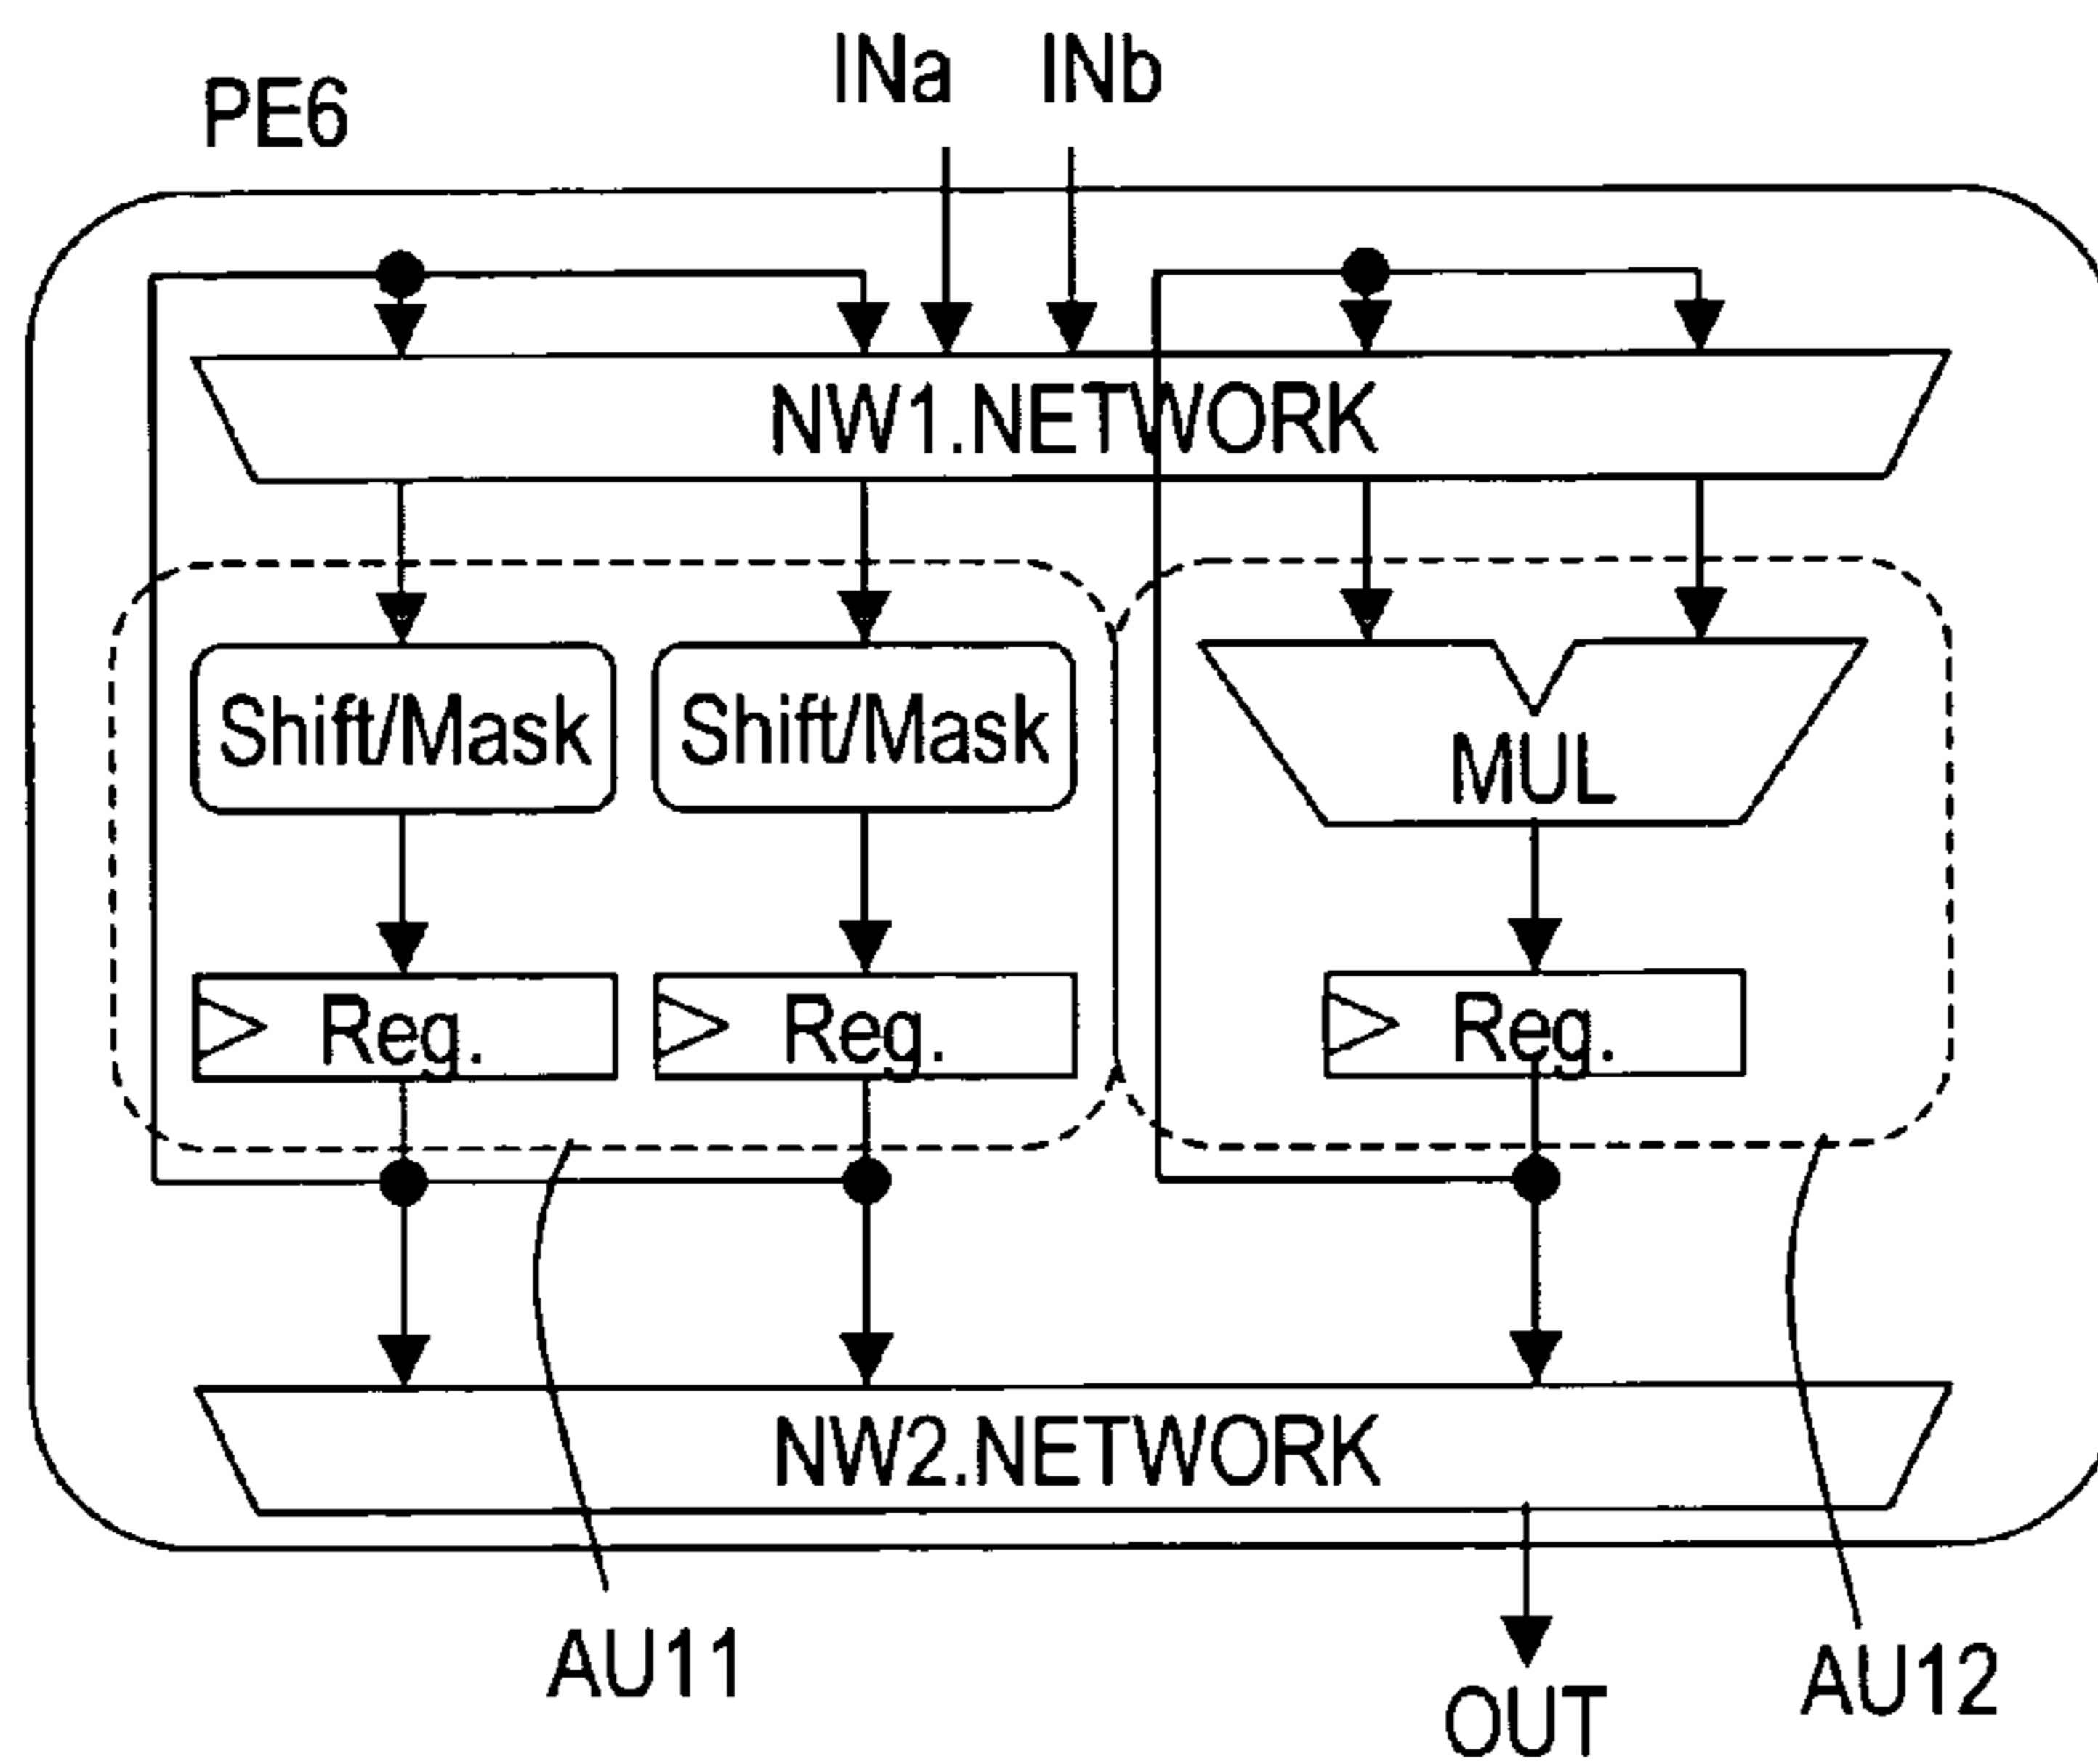 PE6
INa INb
NW1.NETWORK
Shift/Mask Shift/Mask
MUL
Reg. Reg. Reg.
NW2.NETWORK
AU11
OUT
AU12